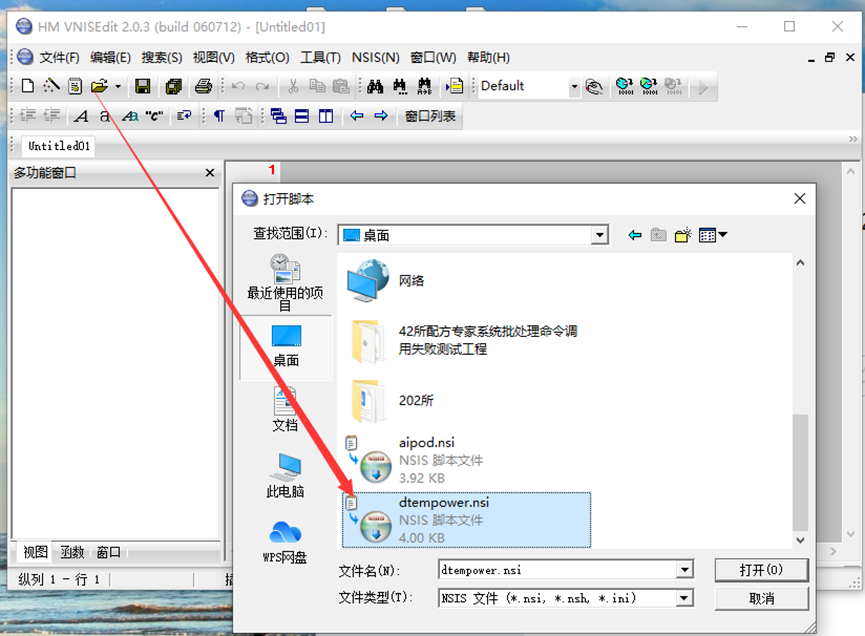 HM VNISEdit 2.0.3 (build 060712) - [Untitled01]
文件(F) 编辑(E) 搜索(S) 视图(V) 格式(O) 工具(T) NSIS(N) 窗口(W) 帮助(H)
Default
窗口列表
Untitled01
多功能窗口
1
打开脚本
查找范围(I):
桌面
最近使用的项
目
桌面
文档
此电脑
WPS网盘
网络
42所配方专家系统批处理命令调
用失败测试工程
202所
aipod.nsi
NSIS 脚本文件
3.92 KB
dtempower.nsi
NSIS 脚本文件
4.00 KB
文件名(N):
dtempower.nsi
打开(O)
文件类型(T):
NSIS 文件 (*.nsi, *.nsh, *.ini)
取消
视图 函数 窗口
纵列 1 - 行 1